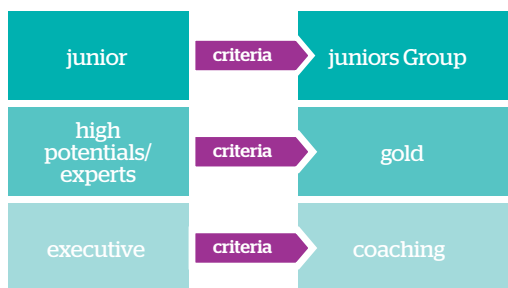 junior
criteria
juniors Group
high
potentials/
experts
criteria
gold
executive
criteria
coaching